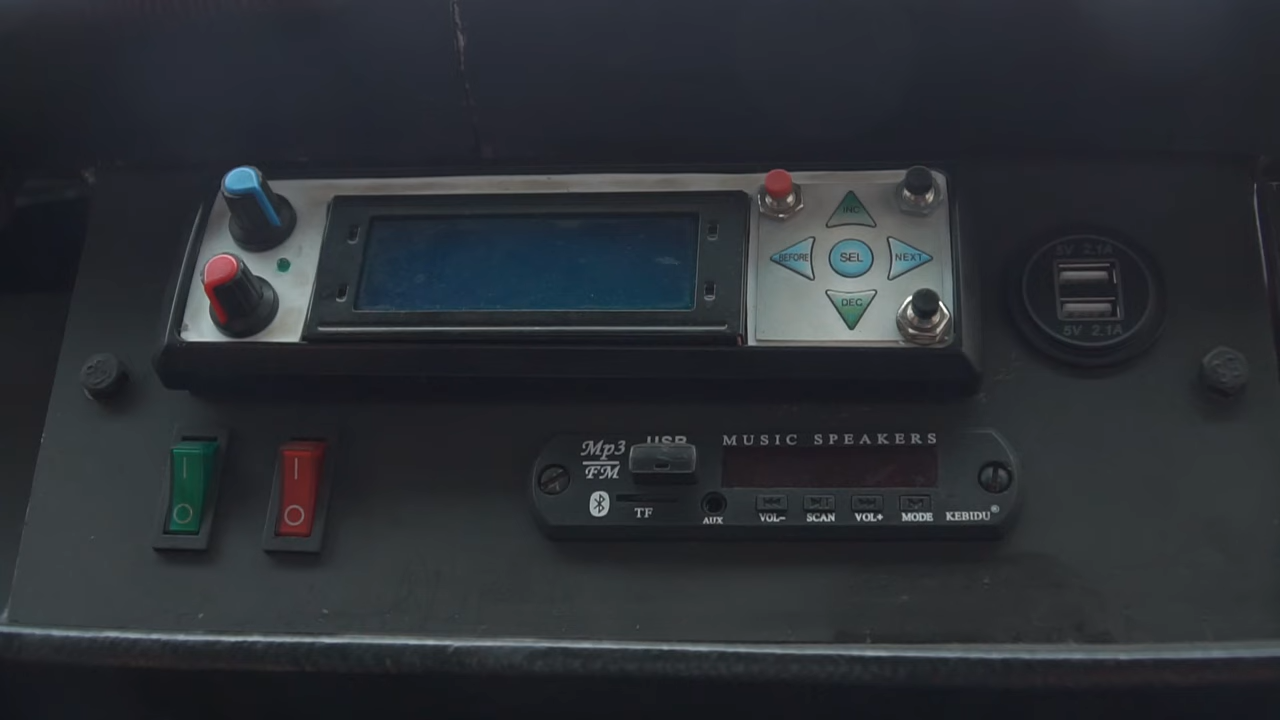 INC
BEFORE
SEL
NEXT
DEC
5V 2.1A
5V 2.1A
Mp3
FM
USB
MUSIC SPEAKERS
TF
AUX
VOL-
SCAN
VOL+
MODE
KEBIDU®